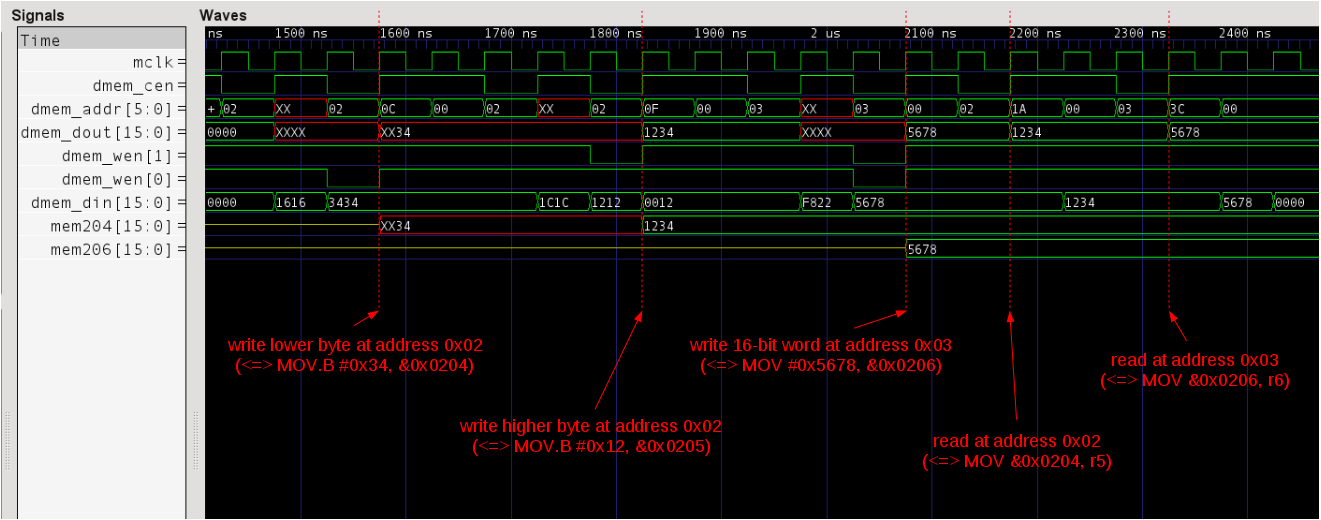 Signals Waves
Time ns 1500 ns 1600 ns 1700 ns 1800 ns 1900 ns 2 us 2100 ns 2200 ns 2300 ns 2400 ns
mclk=
dmem_cen=
dmem_addr[5:0]= + 02 XX 02 0C 00 02 XX 02 0F 00 03 XX 03 00 02 1A 00 03 3C 00
dmem_dout[15:0]= 0000 XXXX XX34 1234 XXXX 5678 1234 5678
dmem_wen[1]=
dmem_wen[0]=
dmem_din[15:0]= 0000 1616 3434 1C1C 1212 0012 F822 5678 1234 5678 0000
mem204[15:0]= XX34 1234
mem206[15:0]= 5678
write lower byte at address 0x02
(<=> MOV.B #0x34, &0x0204)
write higher byte at address 0x02
(<=> MOV.B #0x12, &0x0205)
write 16-bit word at address 0x03
(<=> MOV #0x5678, &0x0206)
read at address 0x02
(<=> MOV &0x0204, r5)
read at address 0x03
(<=> MOV &0x0206, r6)